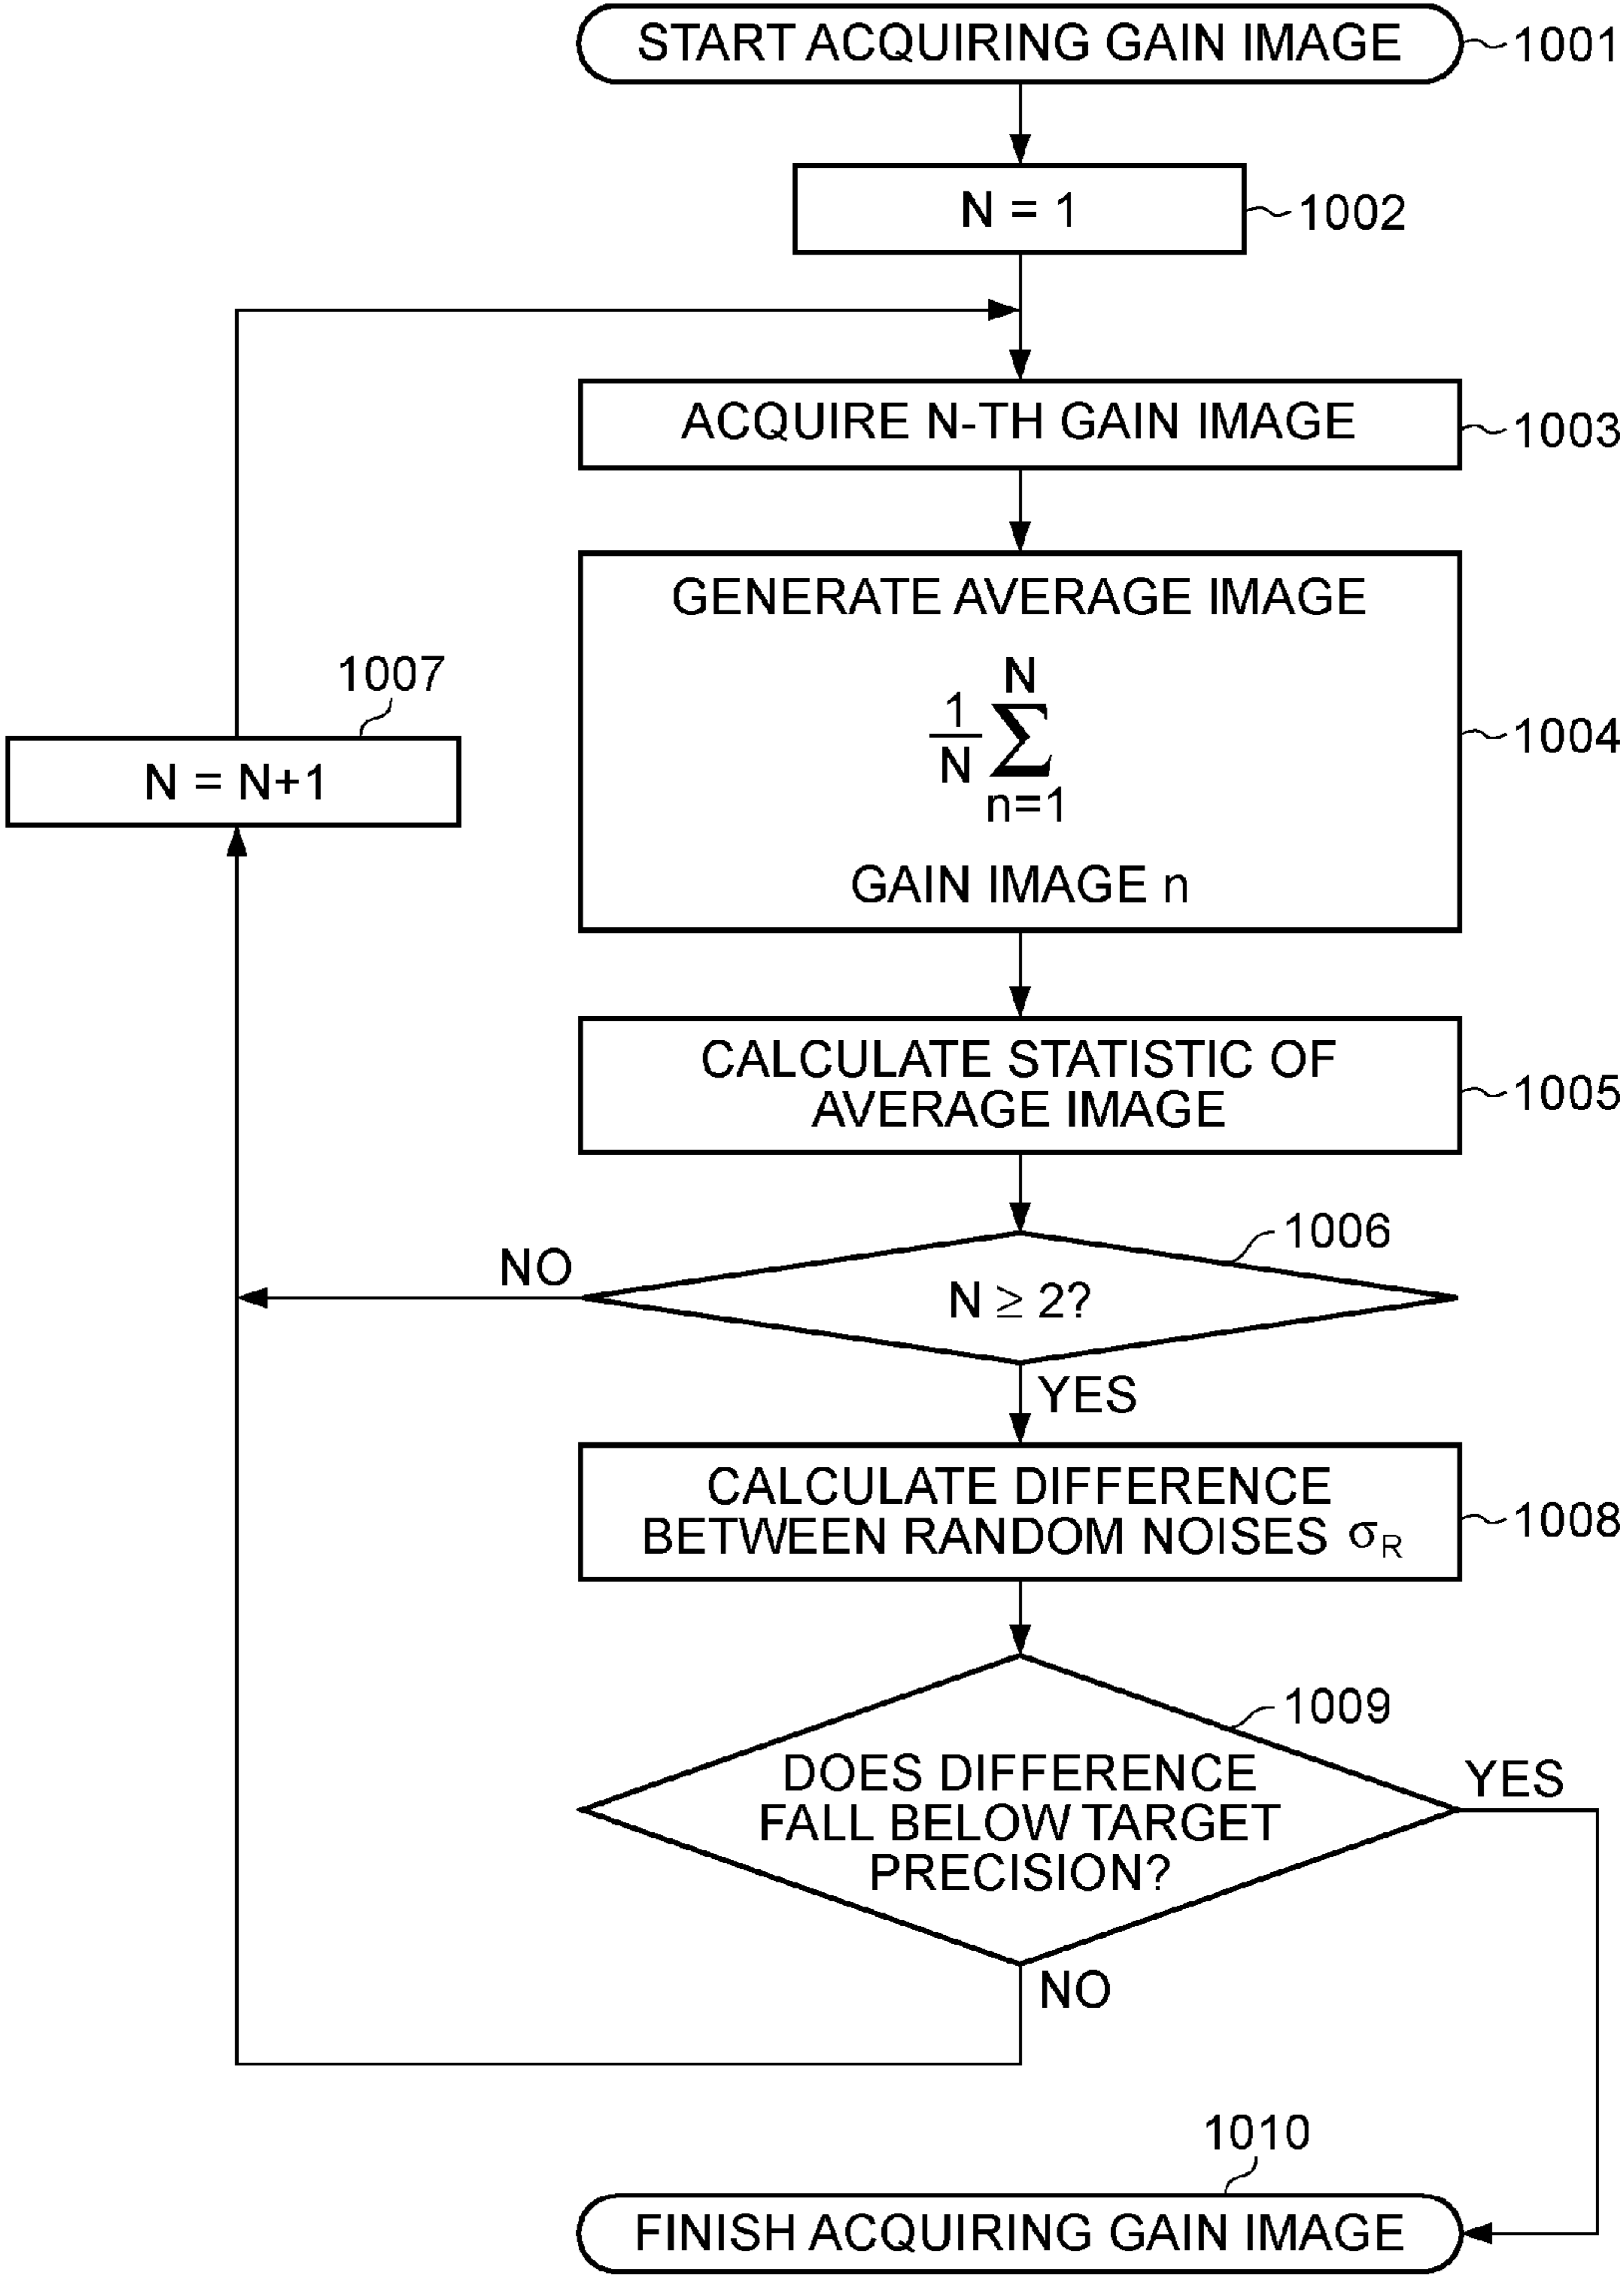 START ACQUIRING GAIN IMAGE
1001
N = 1
1002
ACQUIRE N-TH GAIN IMAGE
1003
GENERATE AVERAGE IMAGE
N
1
N
Σ
n=1
GAIN IMAGE n
1004
1007
N = N+1
CALCULATE STATISTIC OF
AVERAGE IMAGE
1005
1006
NO
N ≥ 2?
YES
CALCULATE DIFFERENCE
BETWEEN RANDOM NOISES σR
1008
1009
DOES DIFFERENCE
FALL BELOW TARGET
PRECISION?
YES
NO
1010
FINISH ACQUIRING GAIN IMAGE